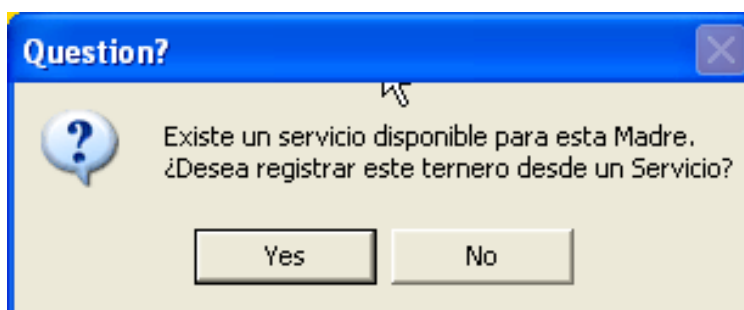 Question?
Existe un servicio disponible para esta Madre.
¿Desea registrar este ternero desde un Servicio?
Yes
No